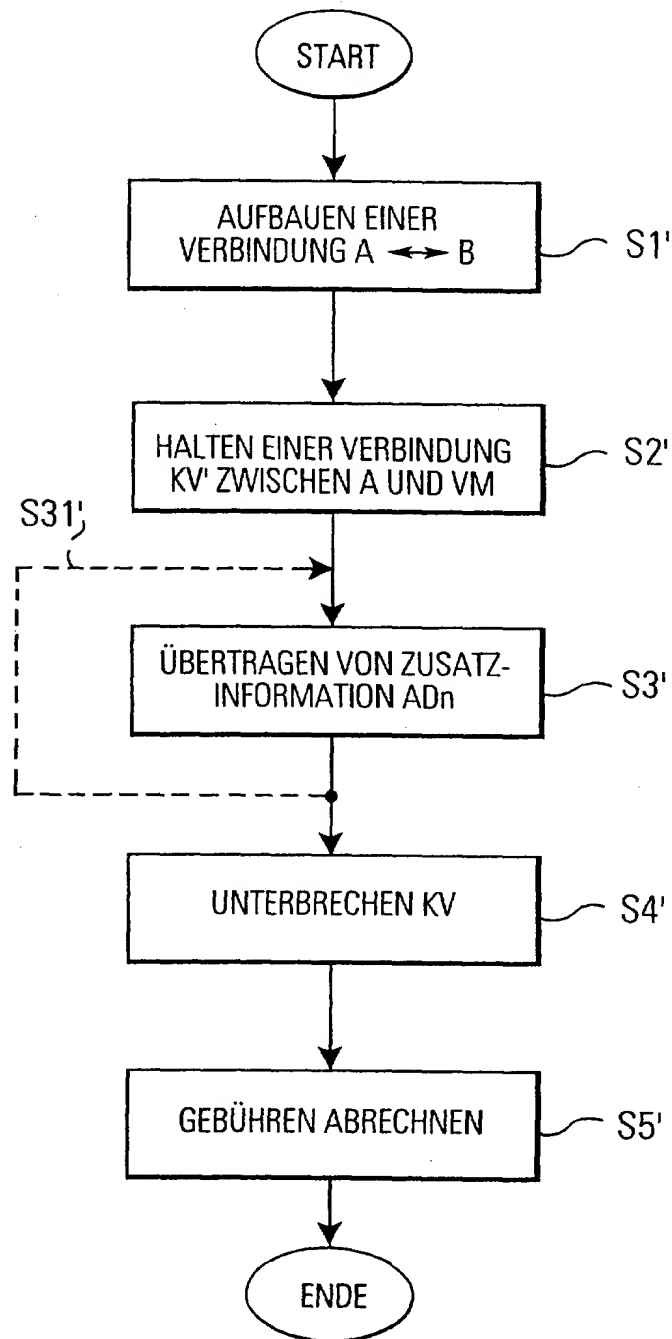 START
AUFBAUEN EINER
VERBINDUNG A ↔ B
S1'
HALTEN EINER VERBINDUNG
KV' ZWISCHEN A UND VM
S2'
S31'
ÜBERTRAGEN VON ZUSATZ-
INFORMATION ADn
S3'
UNTERBRECHEN KV
S4'
GEBÜHREN ABRECHNEN
S5'
ENDE